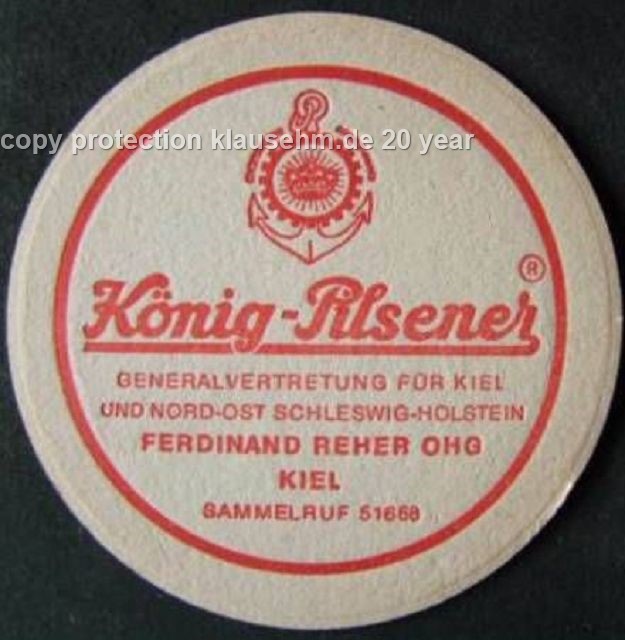 copy protection klausehm.de 20 year
König-Pilsener ®
GENERALVERTRETUNG FÜR KIEL
UND NORD-OST SCHLESWIG-HOLSTEIN
FERDINAND REHER OHG
KIEL
SAMMELRUF 51668